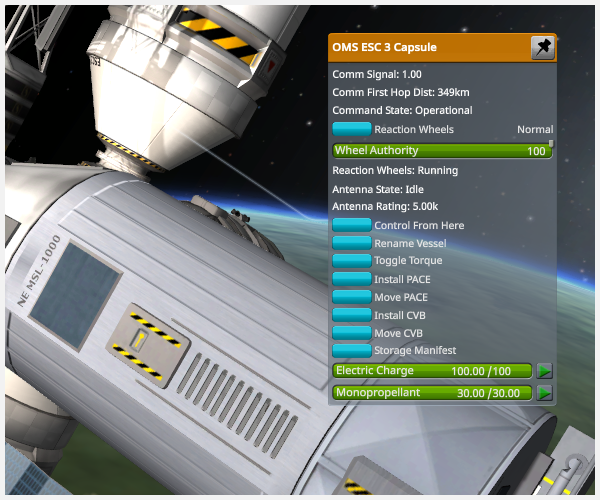 OMS ESC 3 Capsule
Comm Signal: 1.00
Comm First Hop Dist: 349km
Command State: Operational
Reaction Wheels Normal
Wheel Authority 100
Reaction Wheels: Running
Antenna State: Idle
Antenna Rating: 5.00k
Control From Here
Rename Vessel
Toggle Torque
Install PACE
Move PACE
Install CVB
Move CVB
Storage Manifest
Electric Charge 100.00 /100
Monopropellant 30.00 /30.00
NE MSL-1000